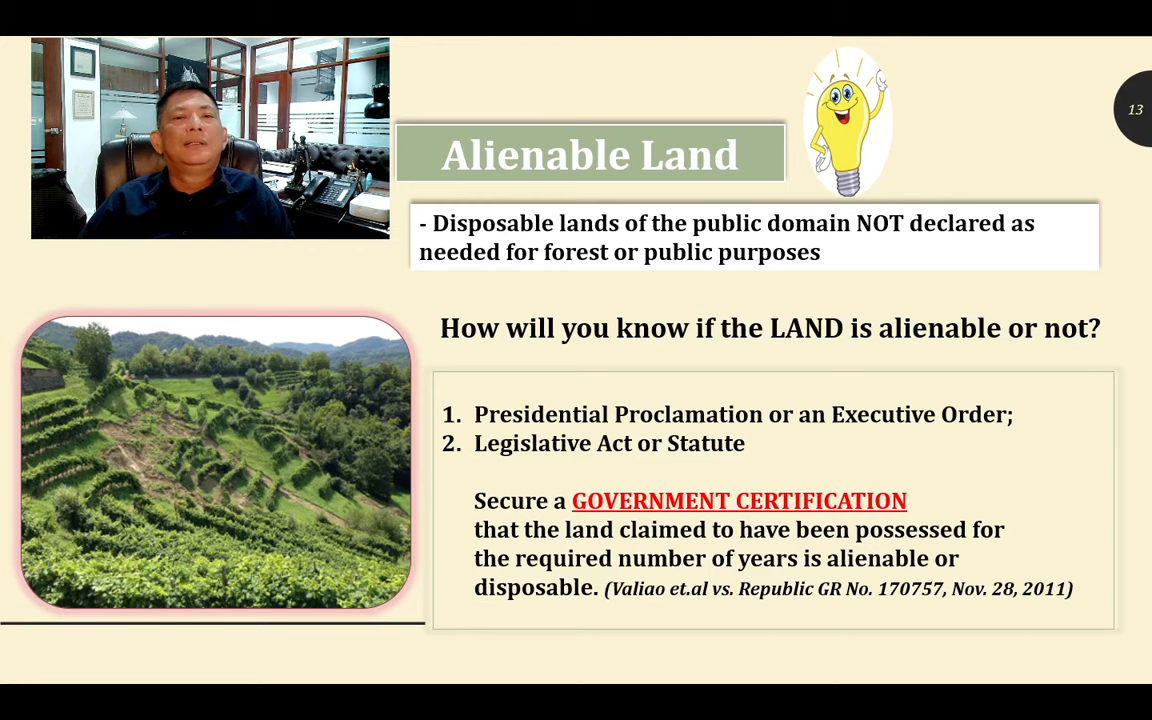 13
Alienable Land
- Disposable lands of the public domain NOT declared as
needed for forest or public purposes
How will you know if the LAND is alienable or not?
1. Presidential Proclamation or an Executive Order;
2. Legislative Act or Statute
Secure a GOVERNMENT CERTIFICATION
that the land claimed to have been possessed for
the required number of years is alienable or
disposable. (Valiao et.al vs. Republic GR No. 170757, Nov. 28, 2011)